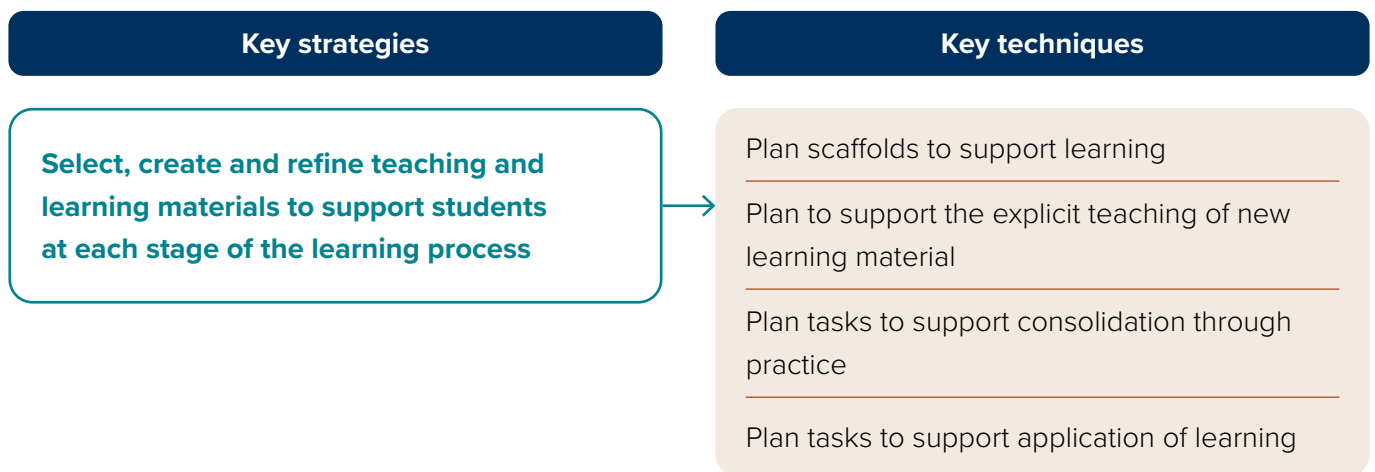 Key strategies
Key techniques
Select, create and refine teaching and
learning materials to support students
at each stage of the learning process
Plan scaffolds to support learning
Plan to support the explicit teaching of new
learning material
Plan tasks to support consolidation through
practice
Plan tasks to support application of learning